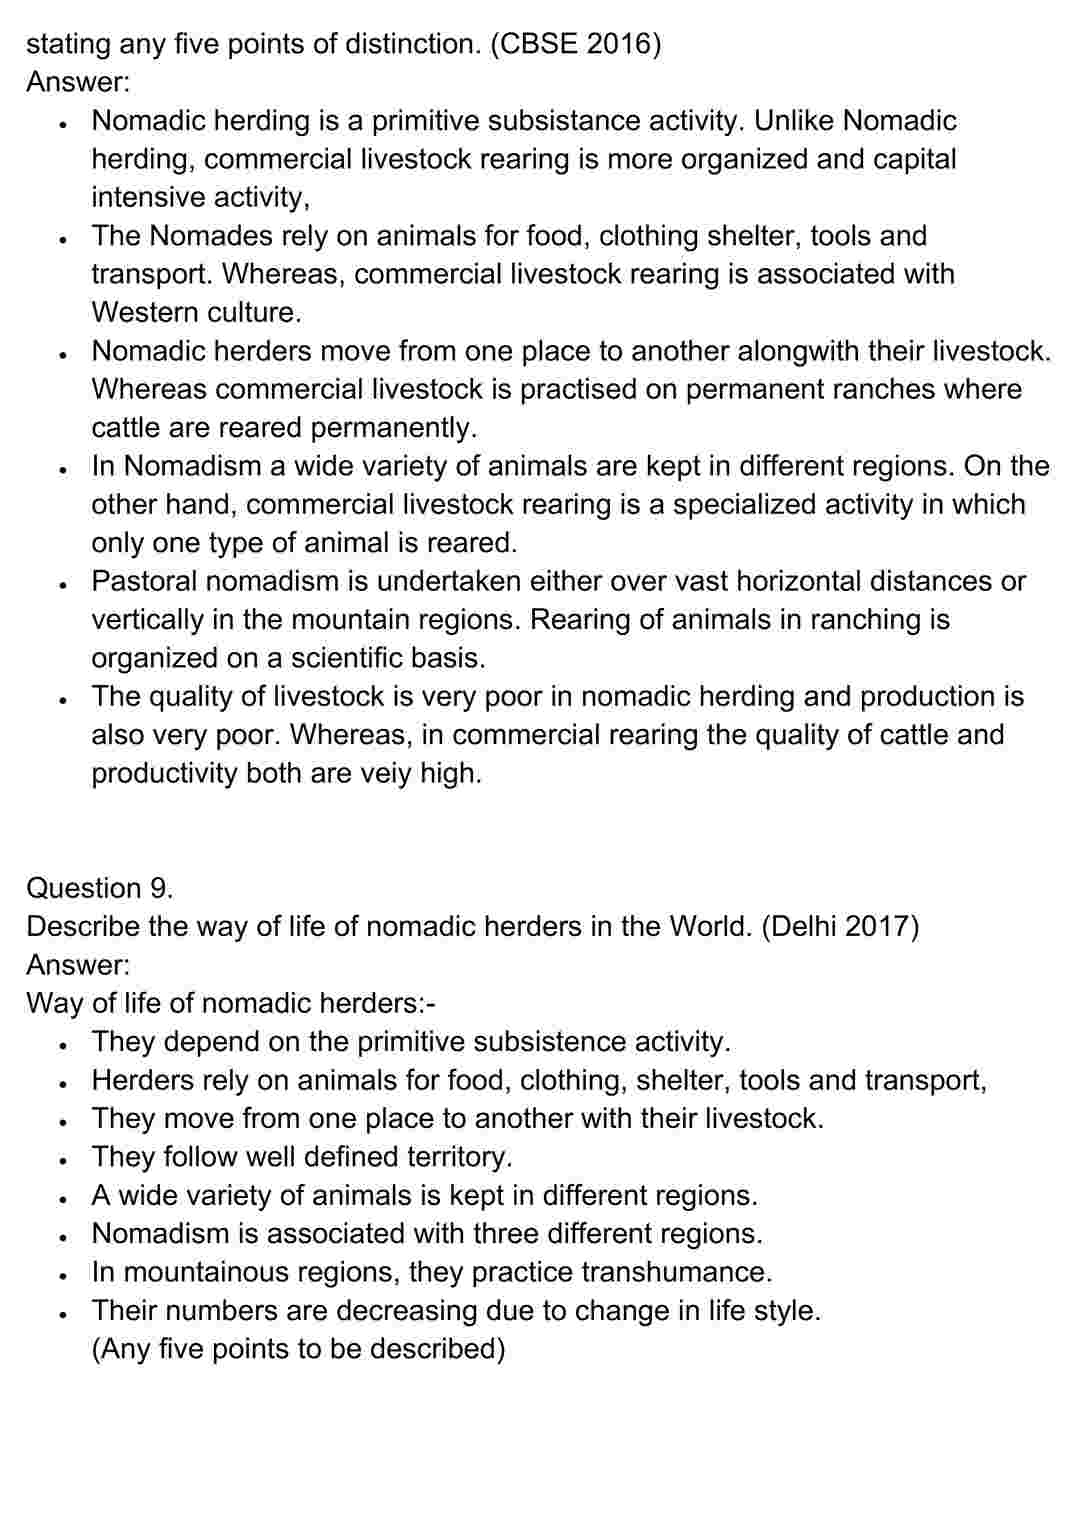 stating any five points of distinction. (CBSE 2016)
Answer:
• Nomadic herding is a primitive subsistance activity. Unlike Nomadic
herding, commercial livestock rearing is more organized and capital
intensive activity,
• The Nomades rely on animals for food, clothing shelter, tools and
transport. Whereas, commercial livestock rearing is associated with
Western culture.
• Nomadic herders move from one place to another alongwith their livestock.
Whereas commercial livestock is practised on permanent ranches where
cattle are reared permanently.
• In Nomadism a wide variety of animals are kept in different regions. On the
other hand, commercial livestock rearing is a specialized activity in which
only one type of animal is reared.
• Pastoral nomadism is undertaken either over vast horizontal distances or
vertically in the mountain regions. Rearing of animals in ranching is
organized on a scientific basis.
• The quality of livestock is very poor in nomadic herding and production is
also very poor. Whereas, in commercial rearing the quality of cattle and
productivity both are veiy high.
Question 9.
Describe the way of life of nomadic herders in the World. (Delhi 2017)
Answer:
Way of life of nomadic herders:-
• They depend on the primitive subsistence activity.
• Herders rely on animals for food, clothing, shelter, tools and transport,
• They move from one place to another with their livestock.
• They follow well defined territory.
• A wide variety of animals is kept in different regions.
• Nomadism is associated with three different regions.
• In mountainous regions, they practice transhumance.
• Their numbers are decreasing due to change in life style.
(Any five points to be described)